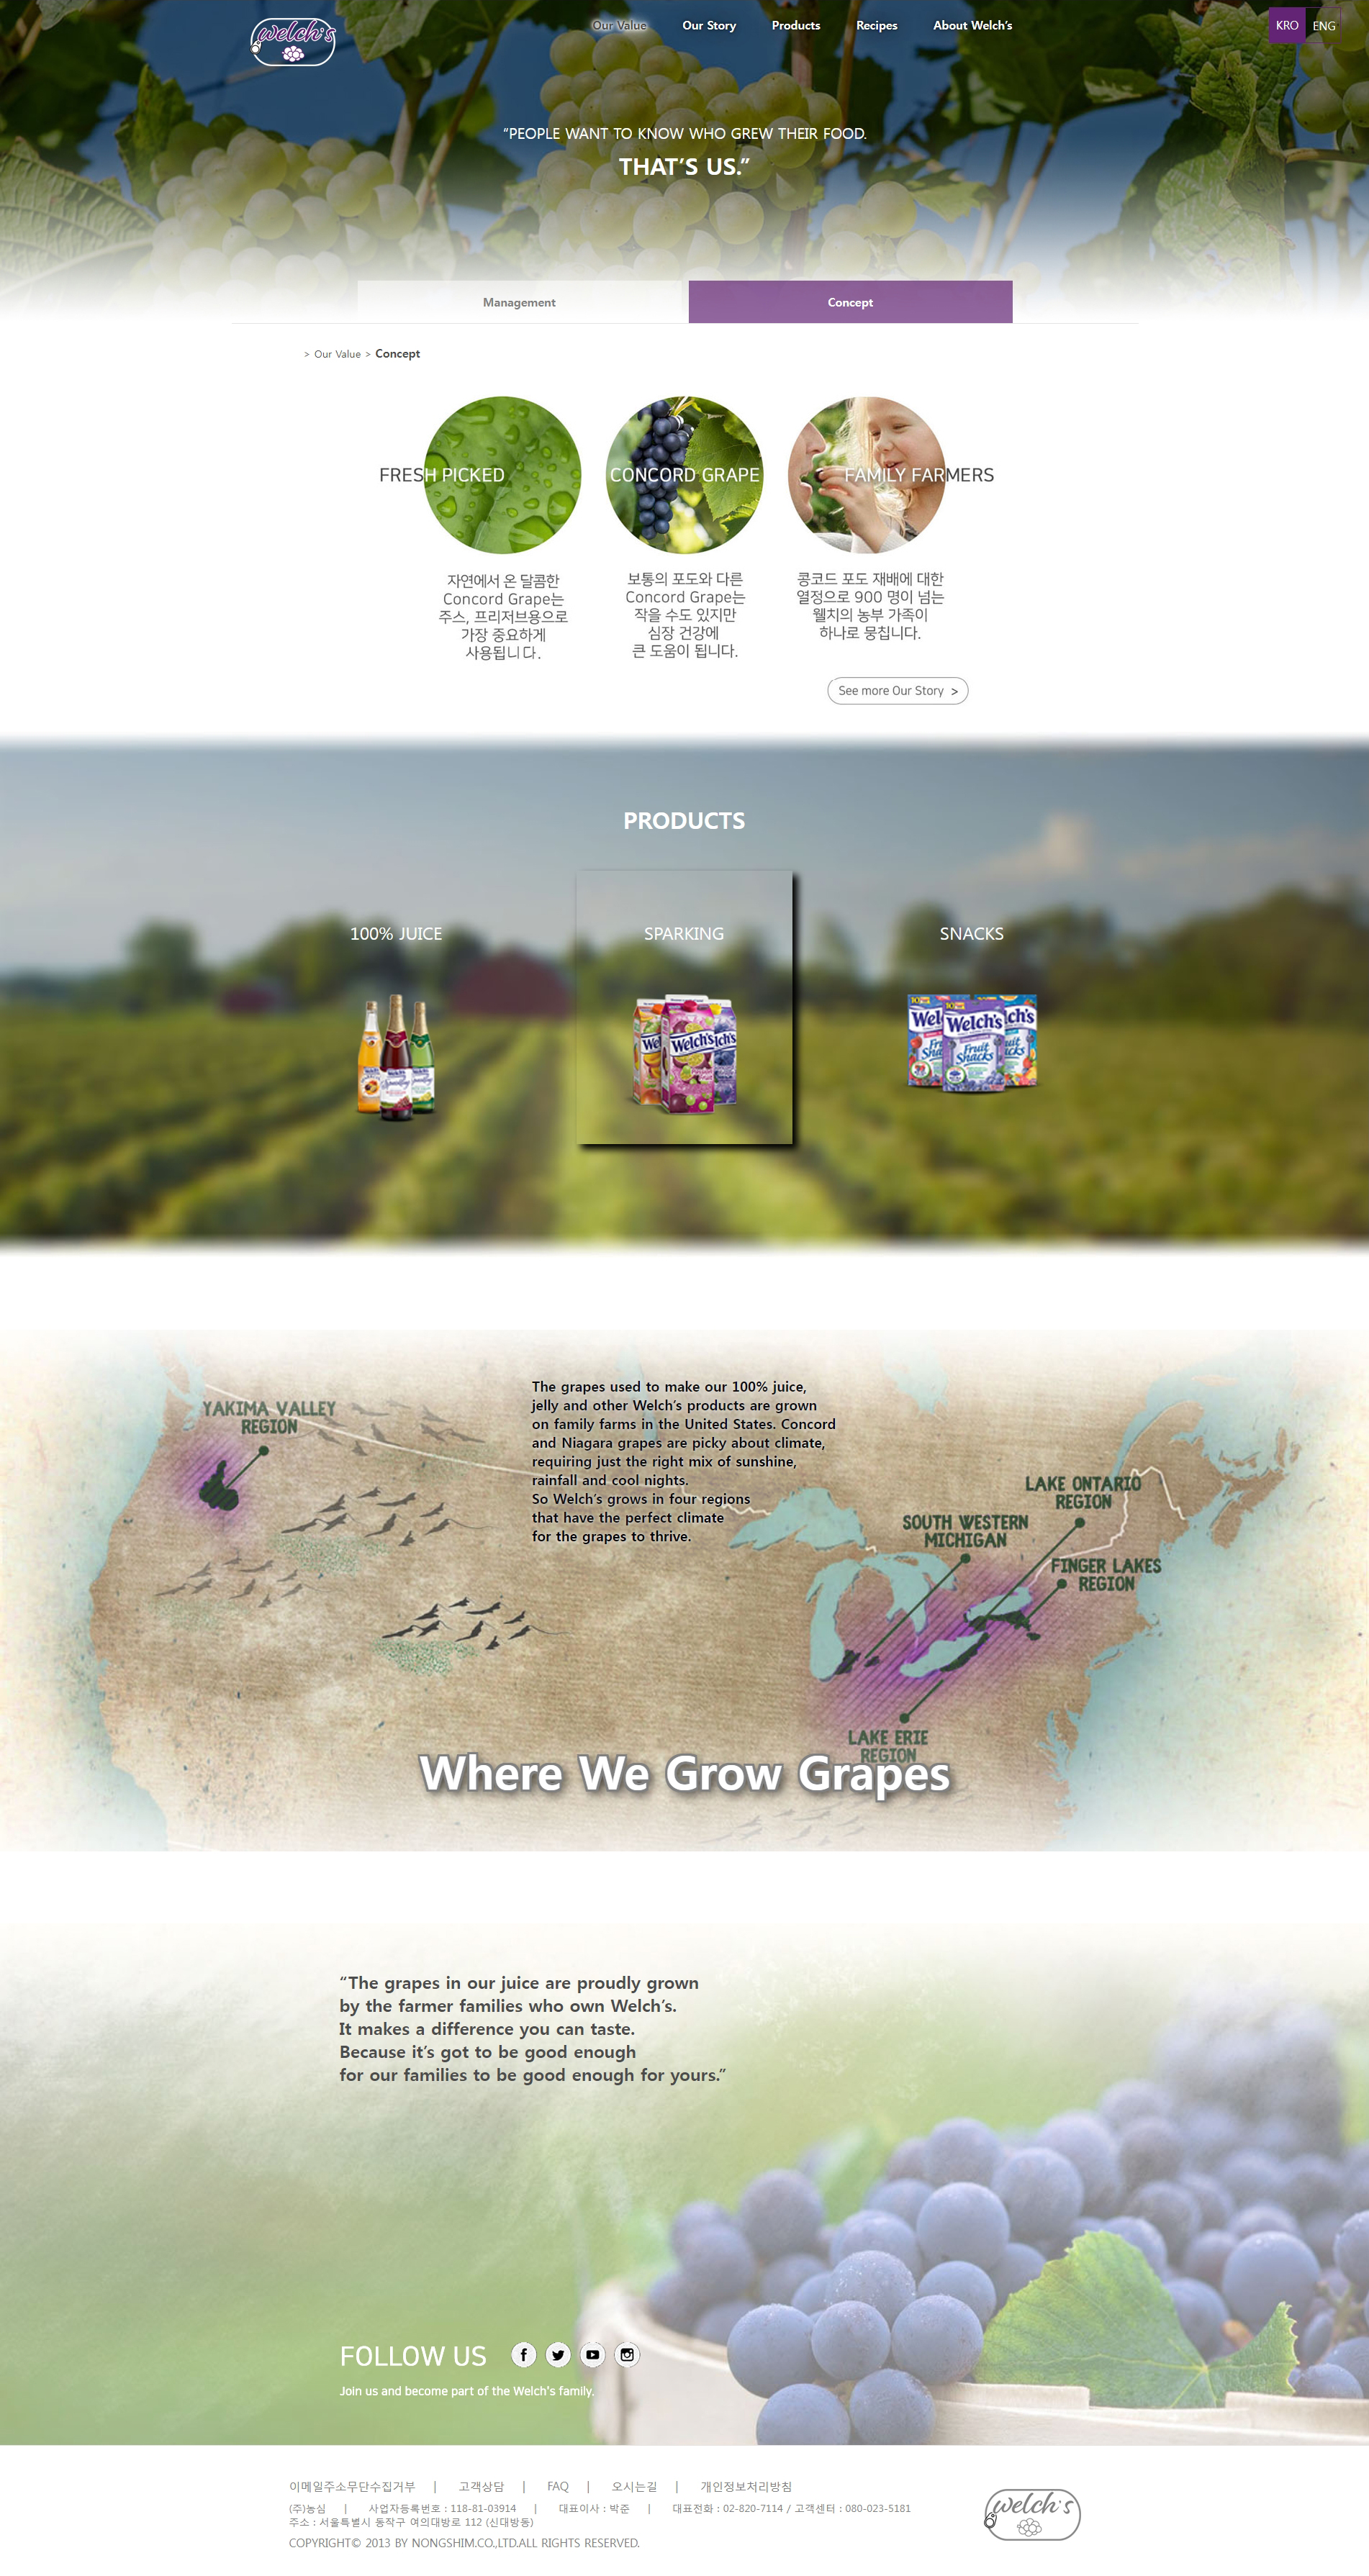 welch's
Our Value
Our Story
Products
Recipes
About Welch's
KRO
ENG
“PEOPLE WANT TO KNOW WHO GREW THEIR FOOD.
THAT’S US.”
Management
Concept
> Our Value > Concept
FRESH PICKED
CONCORD GRAPE
FAMILY FARMERS
자연에서 온 달콤한
Concord Grape는
주스, 프리저브용으로
가장 중요하게
사용됩니다.
보통의 포도와 다른
Concord Grape는
작을 수도 있지만
심장 건강에
큰 도움이 됩니다.
콩코드 포도 재배에 대한
열정으로 900 명이 넘는
웰치의 농부 가족이
하나로 뭉칩니다.
See more Our Story >
PRODUCTS
100% JUICE
SPARKING
SNACKS
Welch's
Welch's
Fruit
Snacks
YAKIMA VALLEY
REGION
The grapes used to make our 100% juice,
jelly and other Welch’s products are grown
on family farms in the United States. Concord
and Niagara grapes are picky about climate,
requiring just the right mix of sunshine,
rainfall and cool nights.
So Welch’s grows in four regions
that have the perfect climate
for the grapes to thrive.
LAKE ONTARIO
REGION
SOUTH WESTERN
MICHIGAN
FINGER LAKES
REGION
LAKE ERIE
REGION
Where We Grow Grapes
“The grapes in our juice are proudly grown
by the farmer families who own Welch’s.
It makes a difference you can taste.
Because it’s got to be good enough
for our families to be good enough for yours.”
FOLLOW US
Join us and become part of the Welch's family.
이메일주소무단수집거부 | 고객상담 | FAQ | 오시는길 | 개인정보처리방침
(주)농심 | 사업자등록번호 : 118-81-03914 | 대표이사 : 박준 | 대표전화 : 02-820-7114 / 고객센터 : 080-023-5181
주소 : 서울특별시 동작구 여의대방로 112 (신대방동)
COPYRIGHT© 2013 BY NONGSHIM.CO.,LTD.ALL RIGHTS RESERVED.
welch's